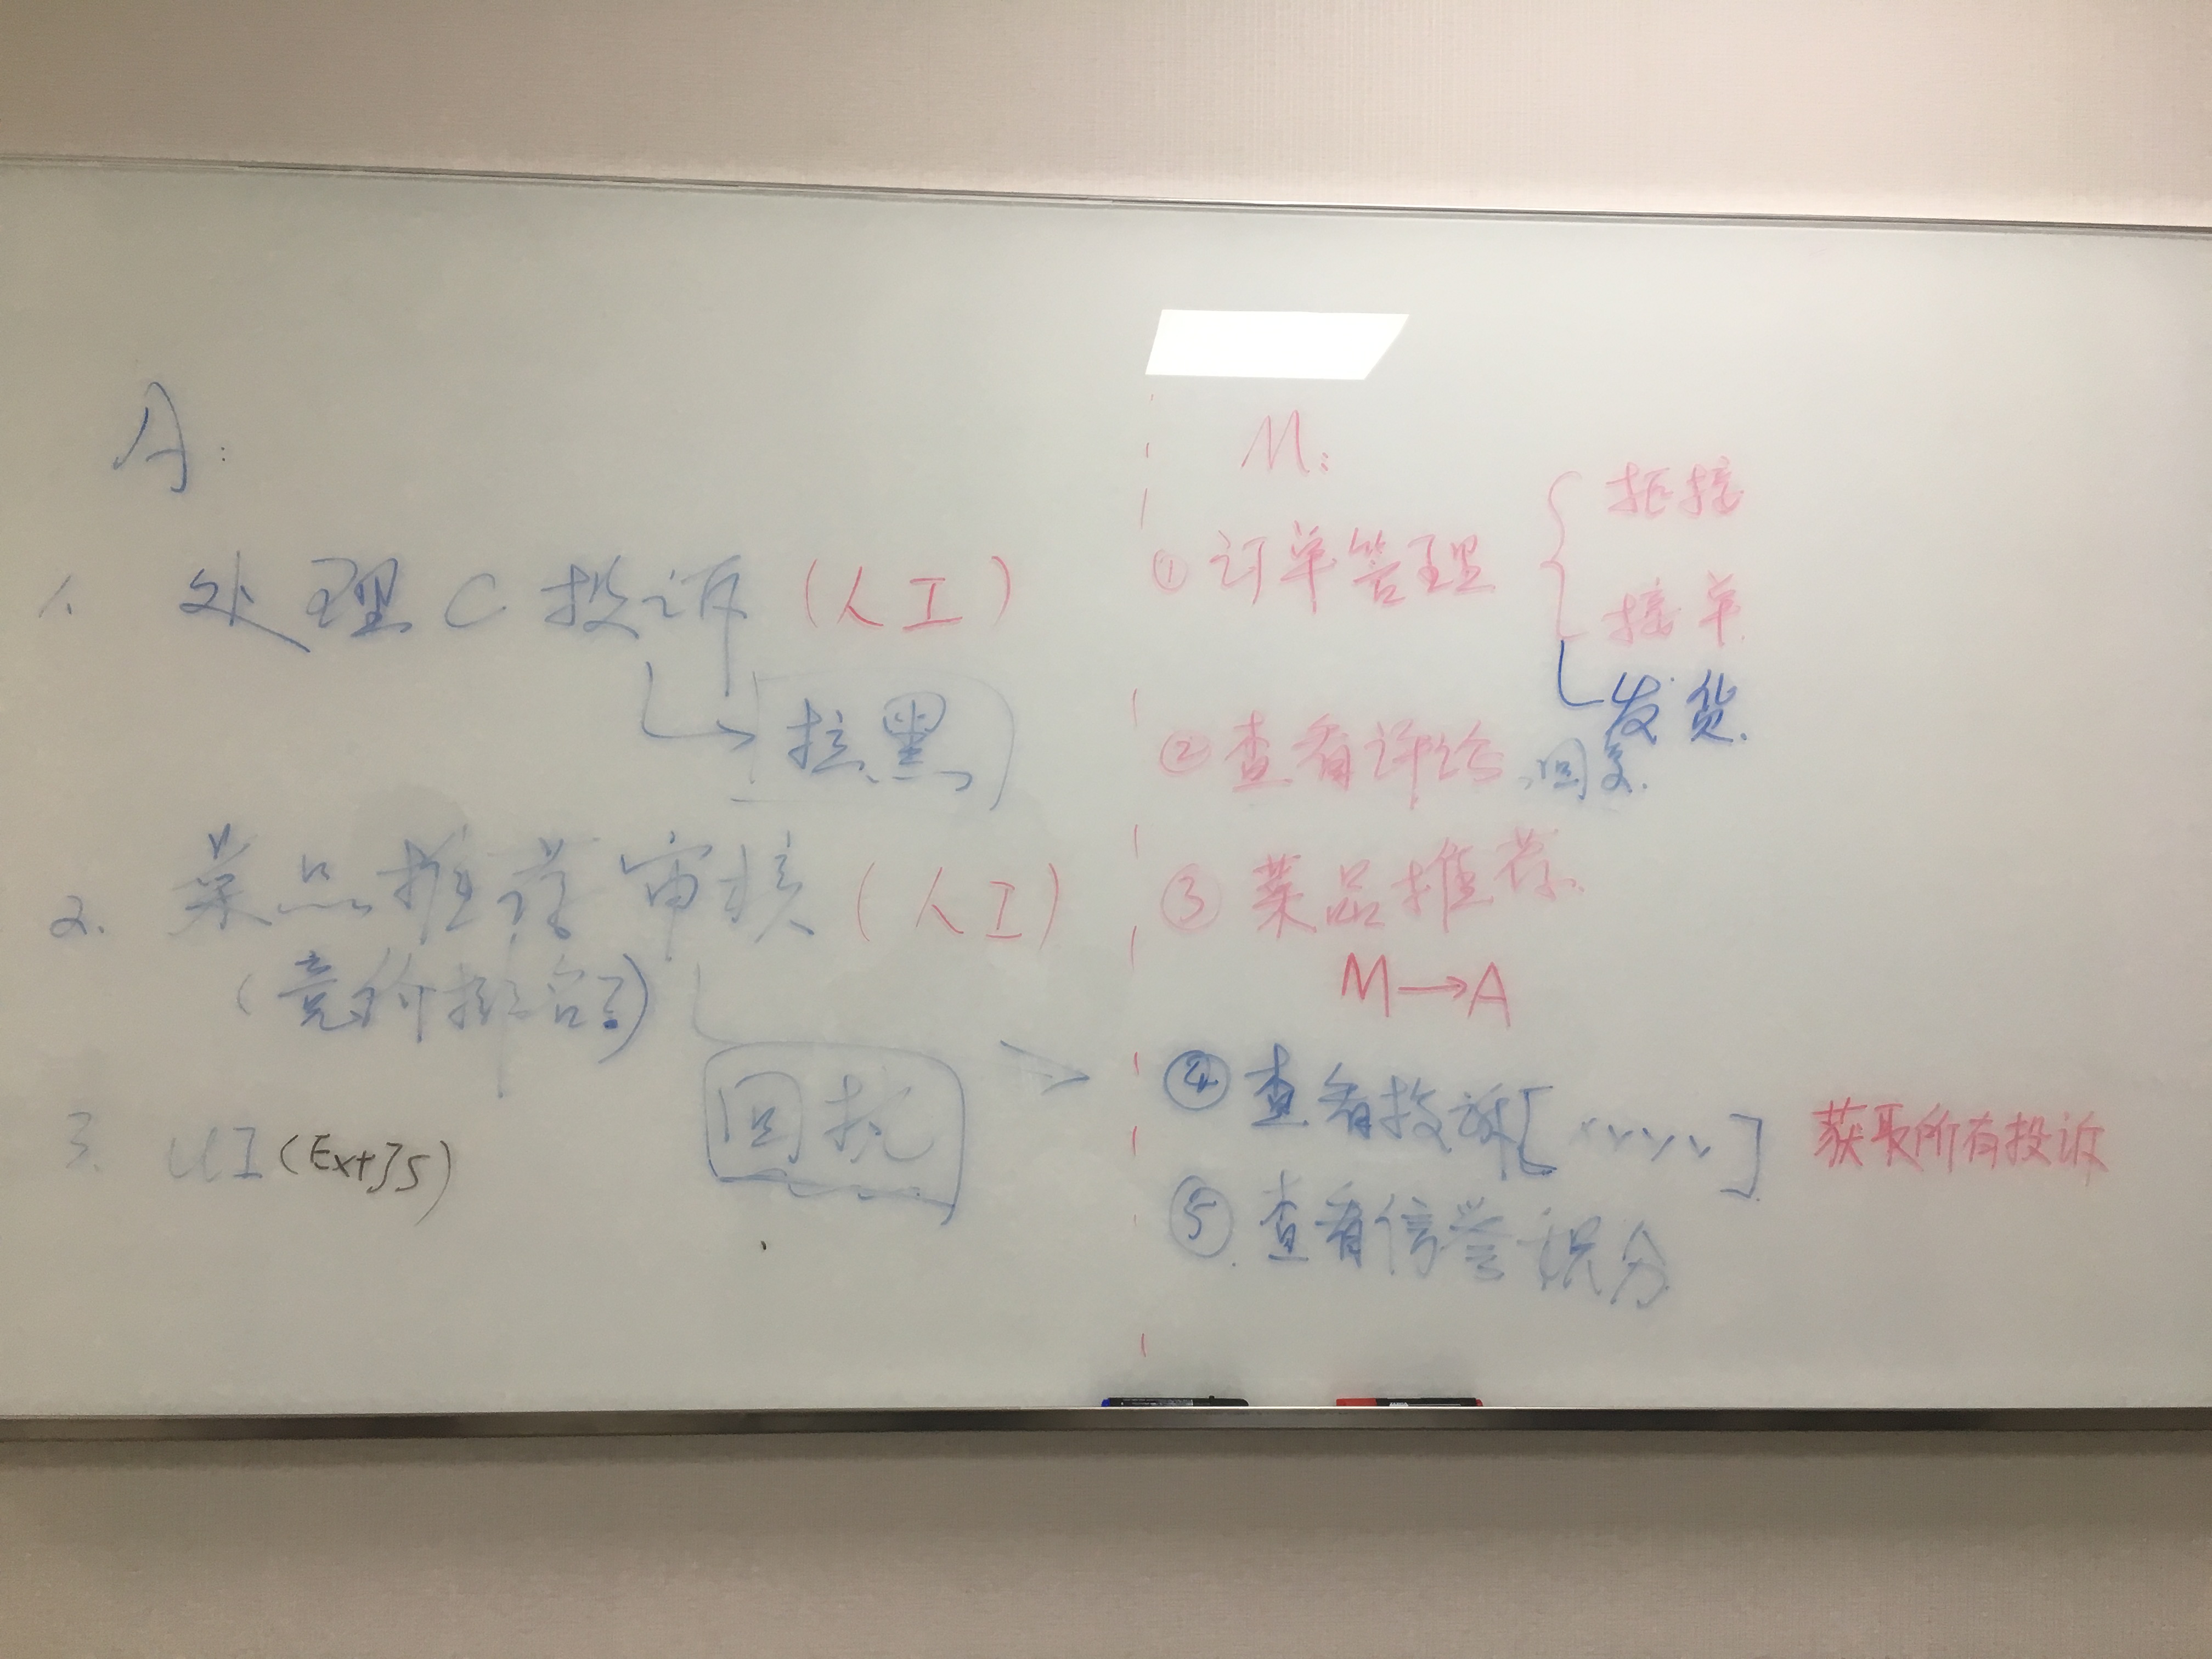 A:
1. 处理C投诉(人工)
拉黑
2. 菜品推荐审核(人工)
(竞价排名)
回扣
3. UI(ExtJS)
M:
① 订单管理
拒接
接单
发货.
② 查看评论,回复.
③ 菜品推荐.
M→A
④ 查看投诉[ ] 获取所有投诉
⑤ 查看信誉积分